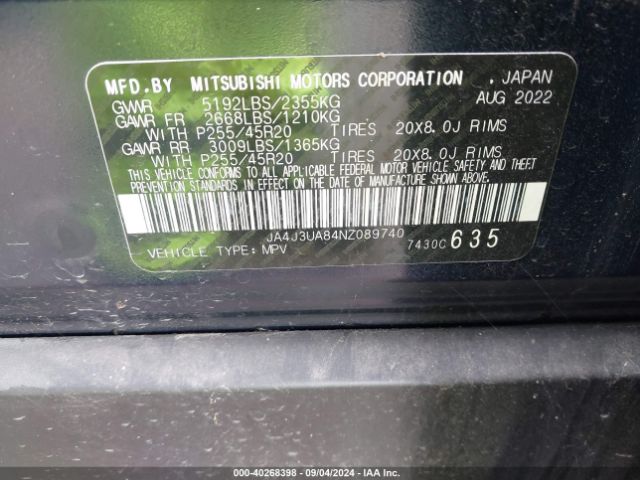 MFD.BY MITSUBISHI MOTORS CORPORATION . JAPAN
GVWR 5192LBS/2355KG AUG 2022
GAWR FR 2668LBS/1210KG
WITH P255/45R20 TIRES 20X8.0J RIMS
GAWR RR 3009LBS/1365KG
WITH P255/45R20 TIRES 20X8.0J RIMS
THIS VEHICLE CONFORMS TO ALL APPLICABLE FEDERAL MOTOR VEHICLE SAFETY AND THEFT
PREVENTION STANDARDS IN EFFECT ON THE DATE OF MANUFACTURE SHOWN ABOVE.
JA4J3UA84NZ089740
VEHICLE TYPE: MPV 7430C 635
000-40268398 - 09/04/2024 - IAAI.COM